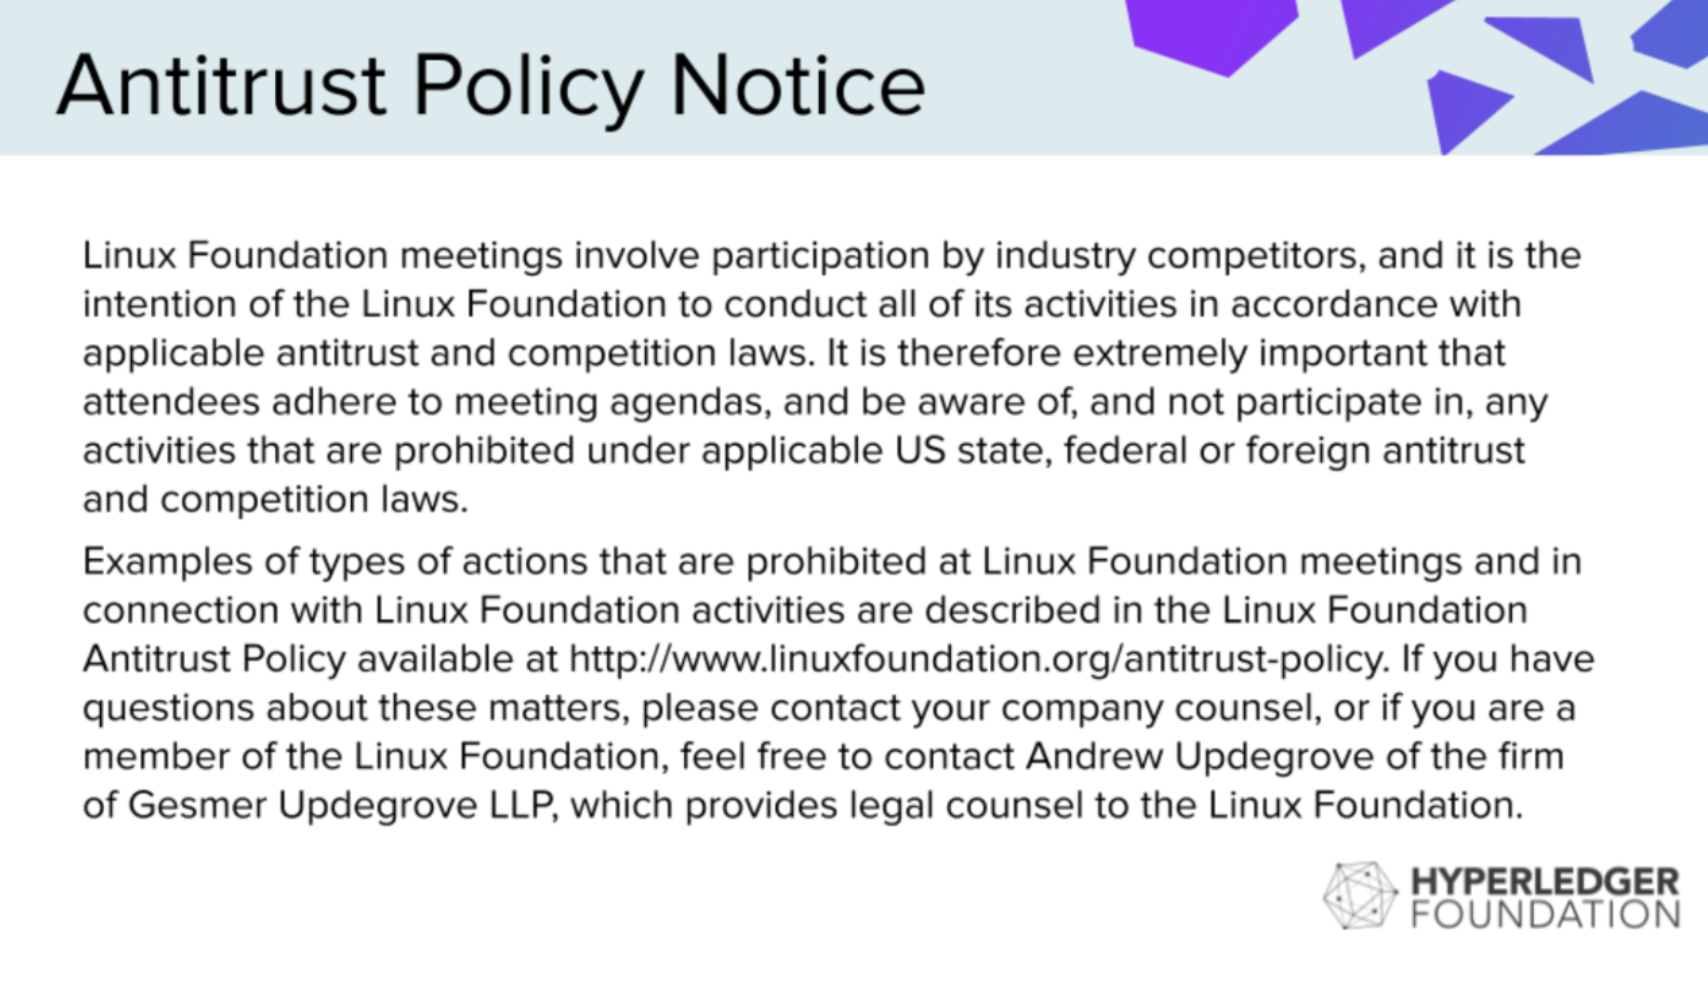 Antitrust Policy Notice
Linux Foundation meetings involve participation by industry competitors, and it is the
intention of the Linux Foundation to conduct all of its activities in accordance with
applicable antitrust and competition laws. It is therefore extremely important that
attendees adhere to meeting agendas, and be aware of, and not participate in, any
activities that are prohibited under applicable US state, federal or foreign antitrust
and competition laws.
Examples of types of actions that are prohibited at Linux Foundation meetings and in
connection with Linux Foundation activities are described in the Linux Foundation
Antitrust Policy available at http://www.linuxfoundation.org/antitrust-policy. If you have
questions about these matters, please contact your company counsel, or if you are a
member of the Linux Foundation, feel free to contact Andrew Updegrove of the firm
of Gesmer Updegrove LLP, which provides legal counsel to the Linux Foundation.
HYPERLEDGER
FOUNDATION